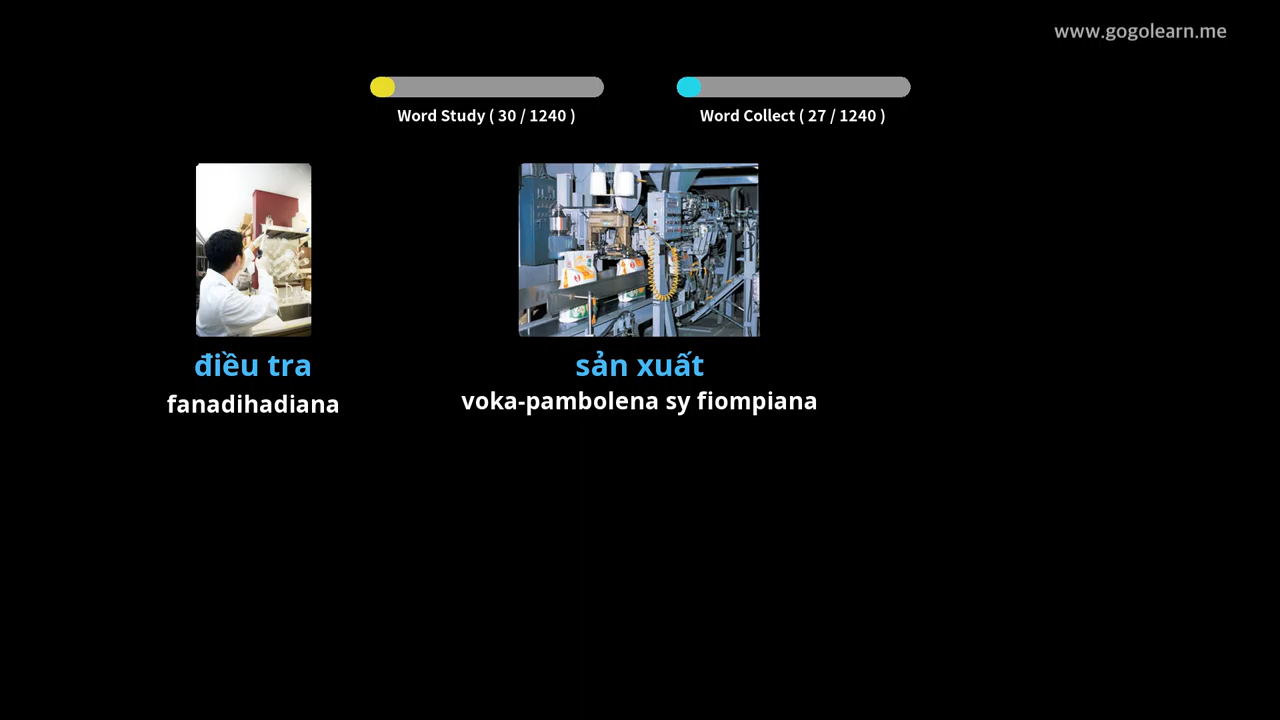 www.gogolearn.me
Word Study ( 30 / 1240 )
Word Collect ( 27 / 1240 )
điều tra
sản xuất
fanadihadiana
voka-pambolena sy fiompiana